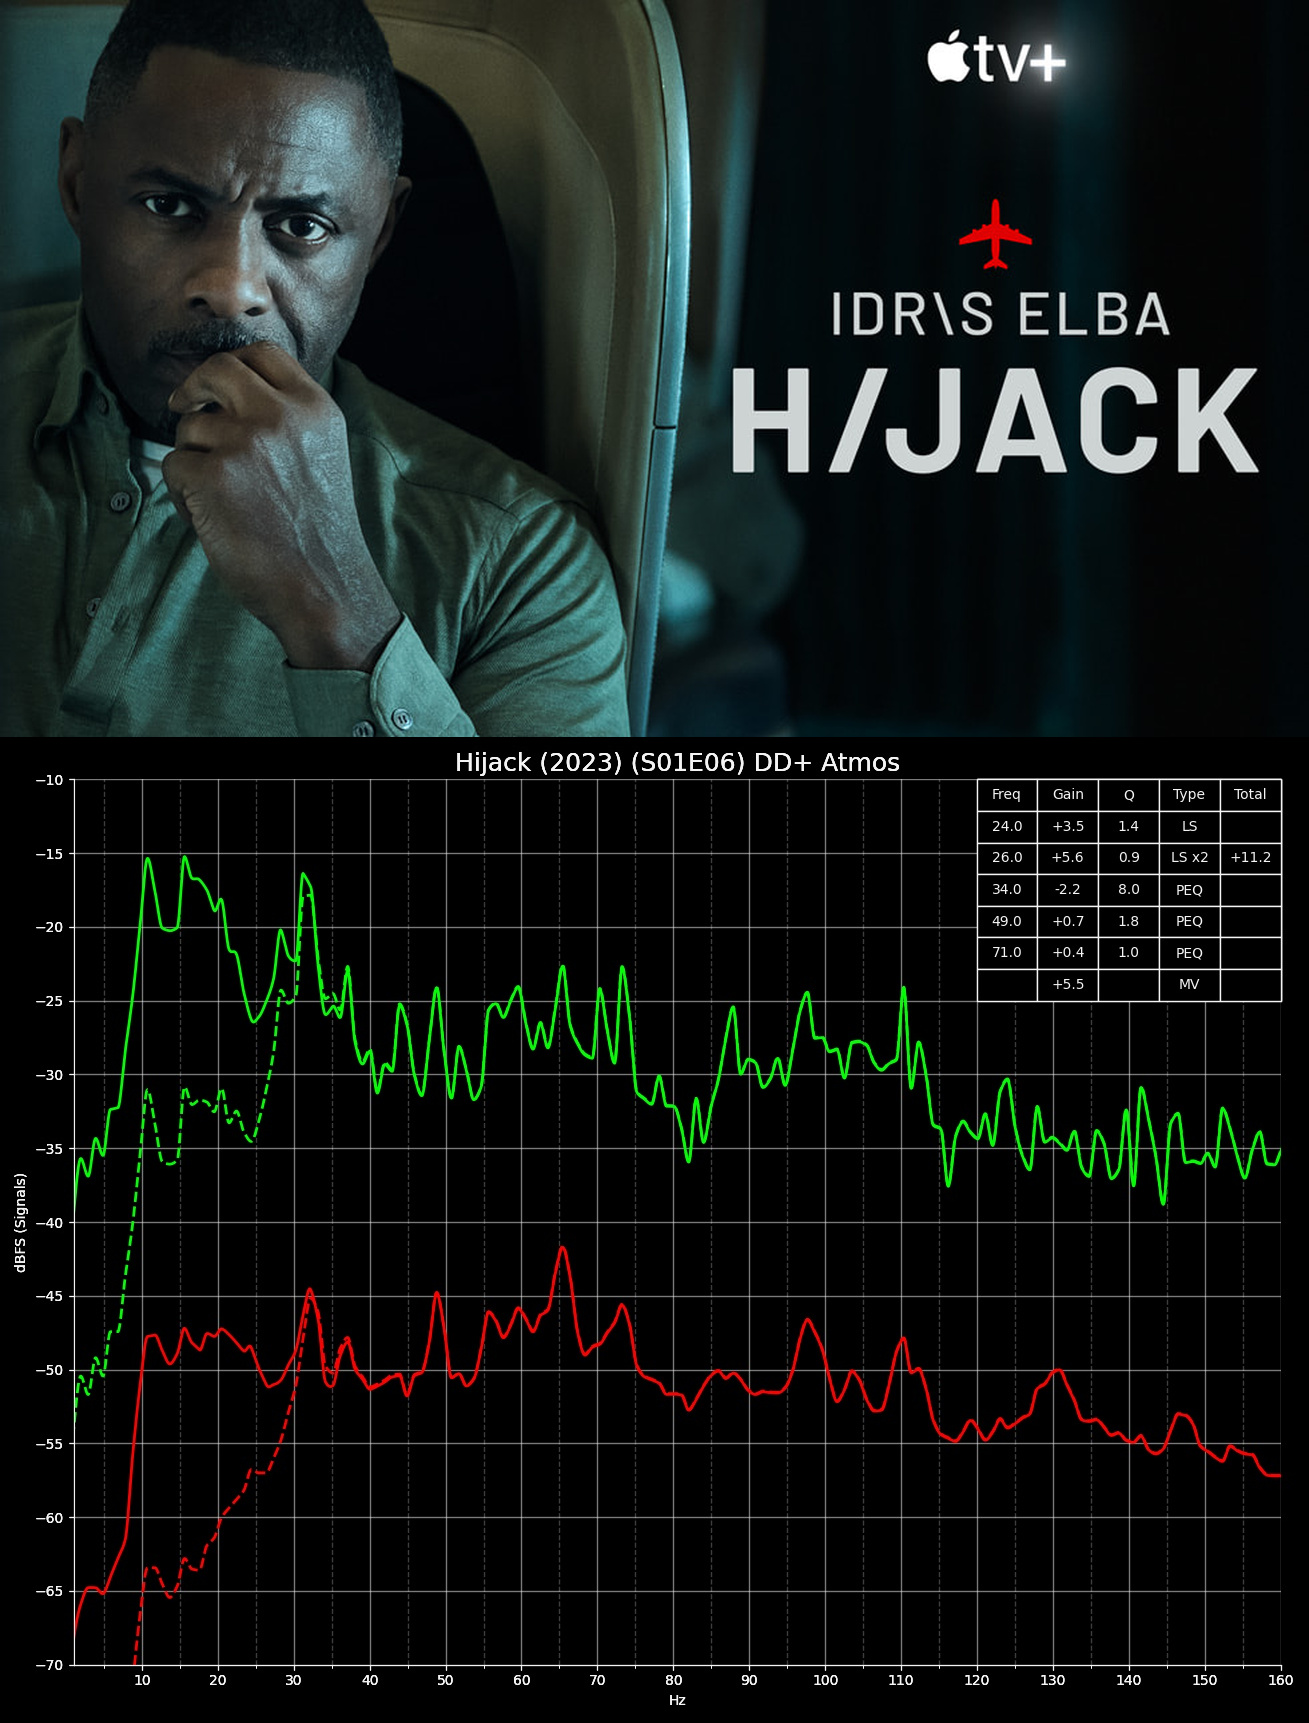 tv+
IDR\S ELBA
H/JACK
Hijack (2023) (S01E06) DD+ Atmos
Freq Gain Q Type Total
24.0 +3.5 1.4 LS
26.0 +5.6 0.9 LS x2 +11.2
34.0 -2.2 8.0 PEQ
49.0 +0.7 1.8 PEQ
71.0 +0.4 1.0 PEQ
+5.5 MV
−10
−15
−20
−25
−30
−35
−40
−45
−50
−55
−60
−65
−70
dBFS (Signals)
10 20 30 40 50 60 70 80 90 100 110 120 130 140 150 160
Hz